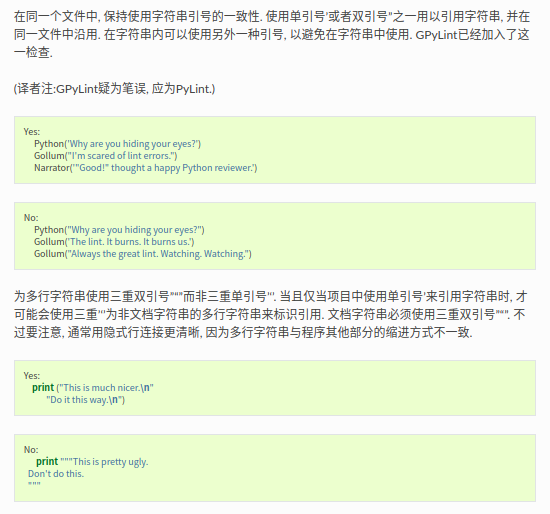 在同一个文件中, 保持使用字符串引号的一致性. 使用单引号'或者双引号"之一用以引用字符串, 并在
同一文件中沿用. 在字符串内可以使用另外一种引号, 以避免在字符串中使用. GPyLint已经加入了这
一检查.
(译者注:GPyLint疑为笔误, 应为PyLint.)
Yes:
Python('Why are you hiding your eyes?')
Gollum("I'm scared of lint errors.")
Narrator('"Good!" thought a happy Python reviewer.')
No:
Python("Why are you hiding your eyes?")
Gollum('The lint. It burns. It burns us.')
Gollum("Always the great lint. Watching. Watching.")
为多行字符串使用三重双引号"“”而非三重单引号'‘’. 当且仅当项目中使用单引号'来引用字符串时, 才
可能会使用三重'‘’为非文档字符串的多行字符串来标识引用. 文档字符串必须使用三重双引号"“”. 不
过要注意, 通常用隐式行连接更清晰, 因为多行字符串与程序其他部分的缩进方式不一致.
Yes:
print ("This is much nicer.\n"
"Do it this way.\n")
No:
print """This is pretty ugly.
Don't do this.
"""